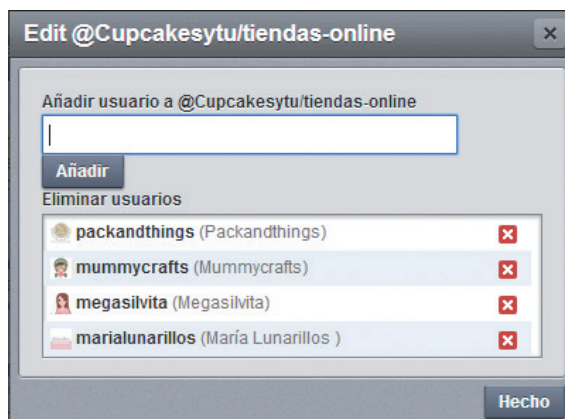 Edit @Cupcakesytu/tiendas-online
Añadir usuario a @Cupcakesytu/tiendas-online
Añadir
Eliminar usuarios
packandthings (Packandthings)
mummycrafts (Mummycrafts)
megasilvita (Megasilvita)
marialunarillos (María Lunarillos )
Hecho